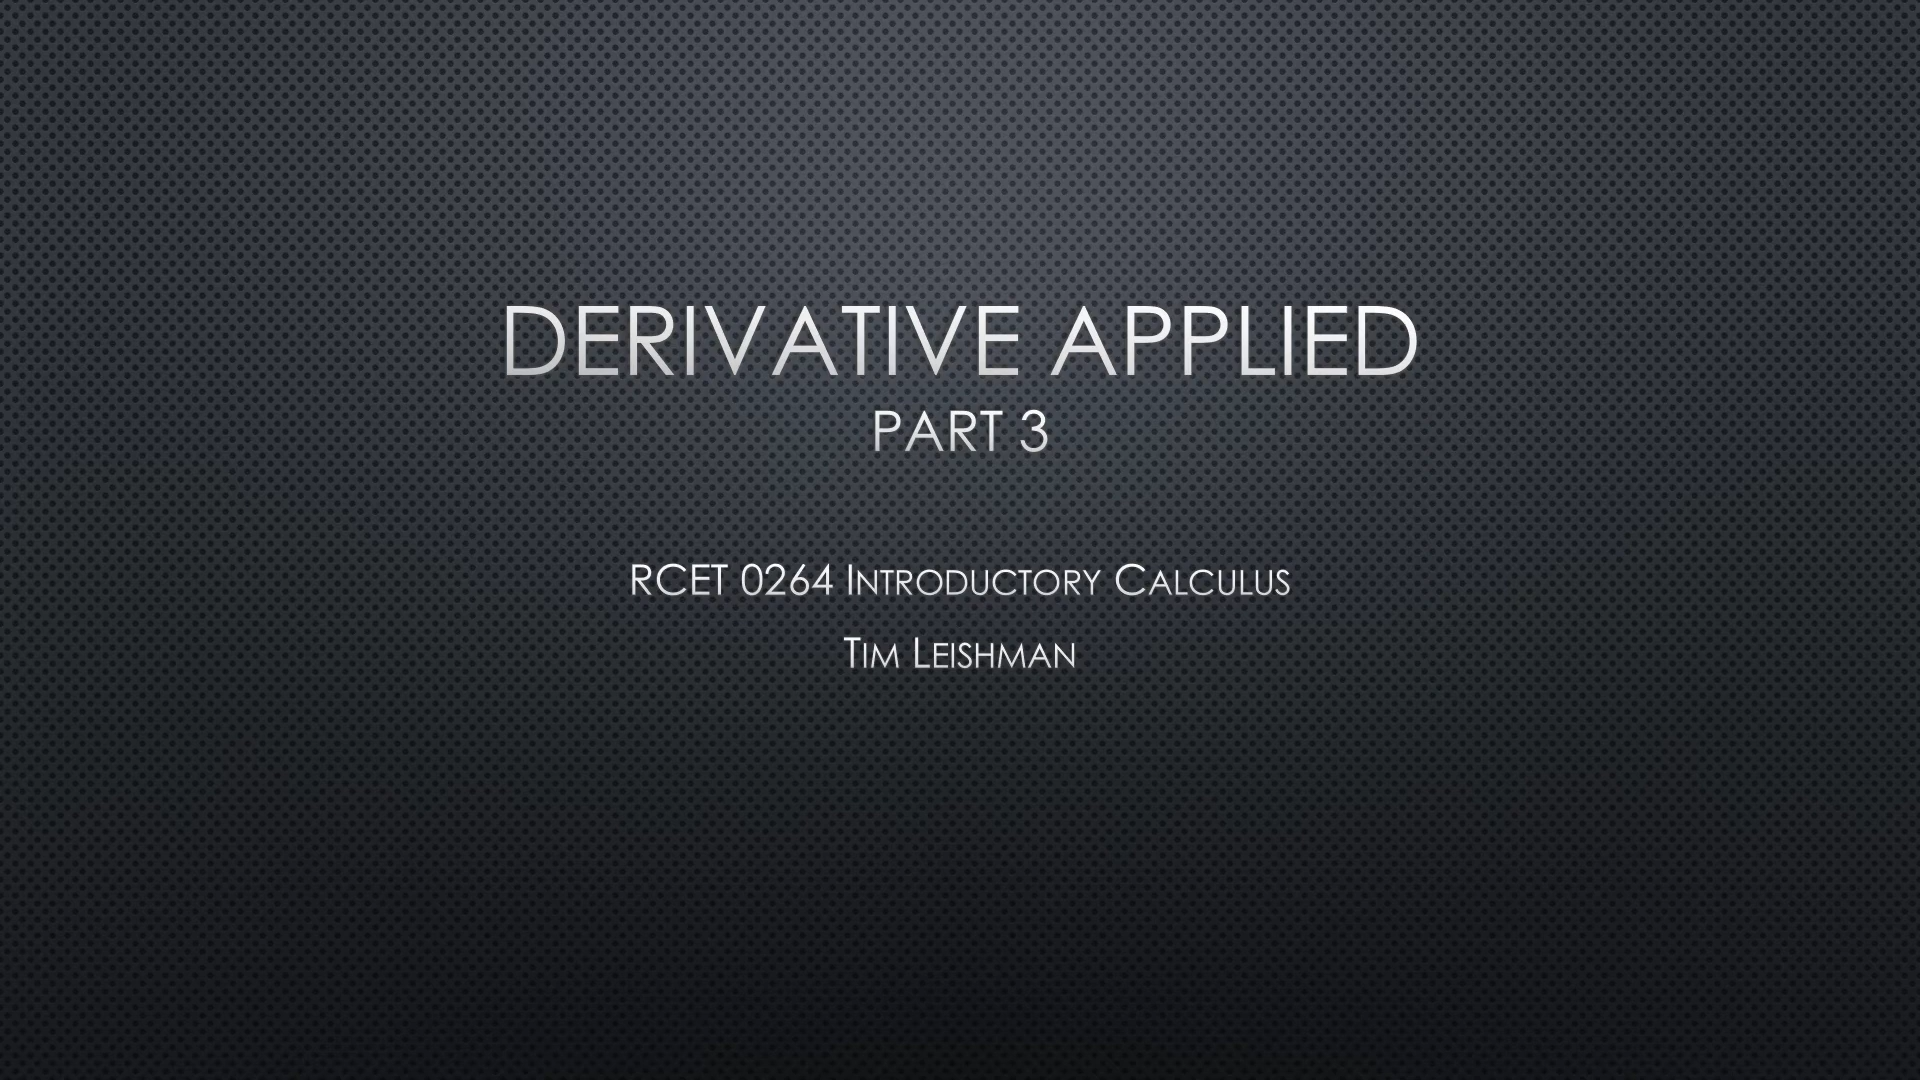 DERIVATIVE APPLIED
PART 3
RCET 0264 INTRODUCTORY CALCULUS
TIM LEISHMAN